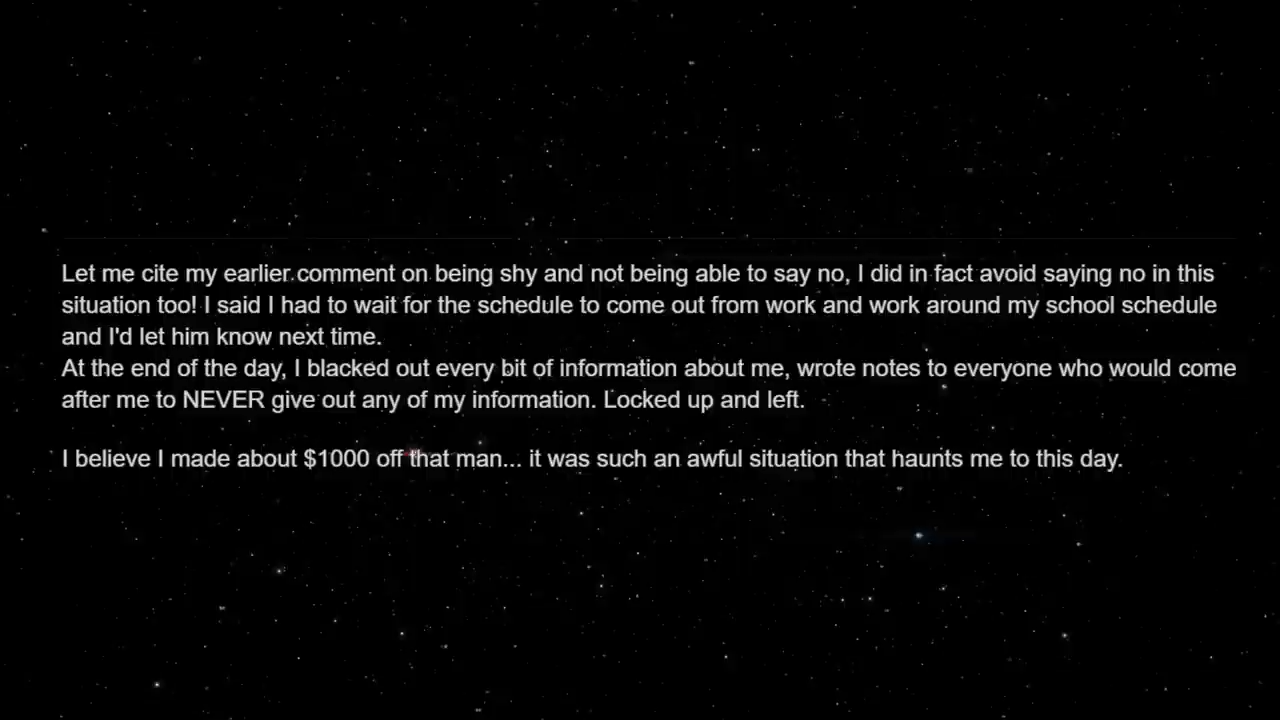 Let me cite my earlier comment on being shy and not being able to say no, I did in fact avoid saying no in this
situation too! I said I had to wait for the schedule to come out from work and work around my school schedule
and I'd let him know next time.
At the end of the day, I blacked out every bit of information about me, wrote notes to everyone who would come
after me to NEVER give out any of my information. Locked up and left.
I believe I made about $1000 off that man... it was such an awful situation that haunts me to this day.